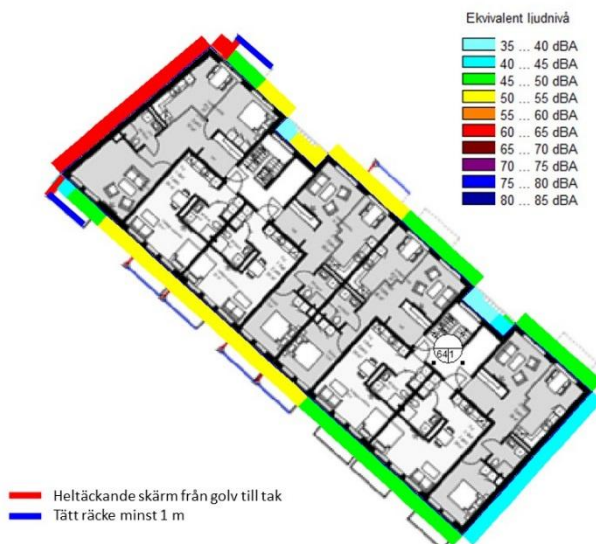 Ekvivalent ljudnivå
35 ... 40 dBA
40 ... 45 dBA
45 ... 50 dBA
50 ... 55 dBA
55 ... 60 dBA
60 ... 65 dBA
65 ... 70 dBA
70 ... 75 dBA
75 ... 80 dBA
80 ... 85 dBA
641
Heltäckande skärm från golv till tak
Tätt räcke minst 1 m